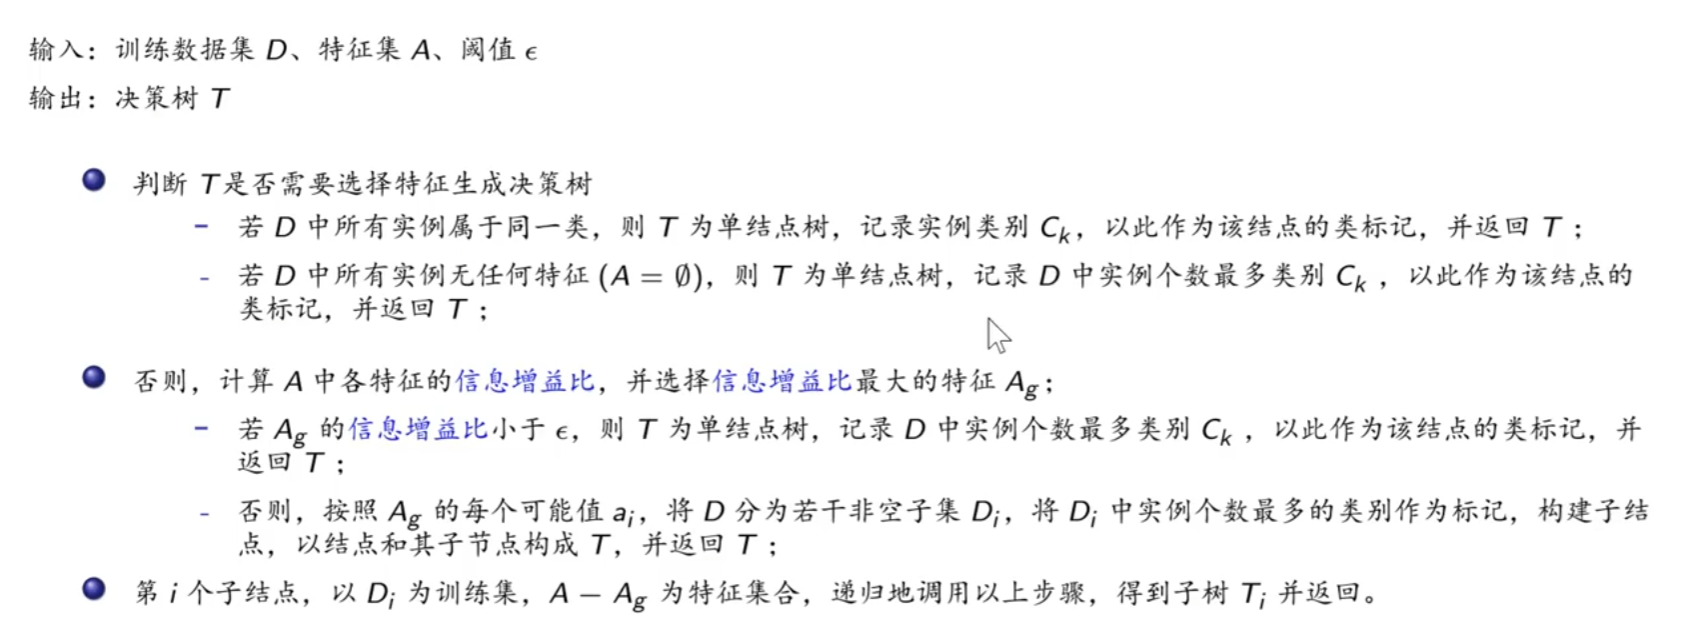 输入：训练数据集 D、特征集 A、阈值 ϵ
输出：决策树 T
判断 T是否需要选择特征生成决策树
– 若 D 中所有实例属于同一类，则 T 为单结点树，记录实例类别 Cₖ，以此作为该结点的类标记，并返回 T；
- 若 D 中所有实例无任何特征 (A = ∅)，则 T 为单结点树，记录 D 中实例个数最多类别 Cₖ，以此作为该结点的
类标记，并返回 T；
否则，计算 A 中各特征的信息增益比，并选择信息增益比最大的特征 A_g；
– 若 A_g 的信息增益比小于 ϵ，则 T 为单结点树，记录 D 中实例个数最多类别 Cₖ，以此作为该结点的类标记，并
返回 T；
- 否则，按照 A_g 的每个可能值 aᵢ，将 D 分为若干非空子集 Dᵢ，将 Dᵢ 中实例个数最多的类别作为标记，构建子结
点，以结点和其子节点构成 T，并返回 T；
第 i 个子结点，以 Dᵢ 为训练集，A − A_g 为特征集合，递归地调用以上步骤，得到子树 Tᵢ 并返回。